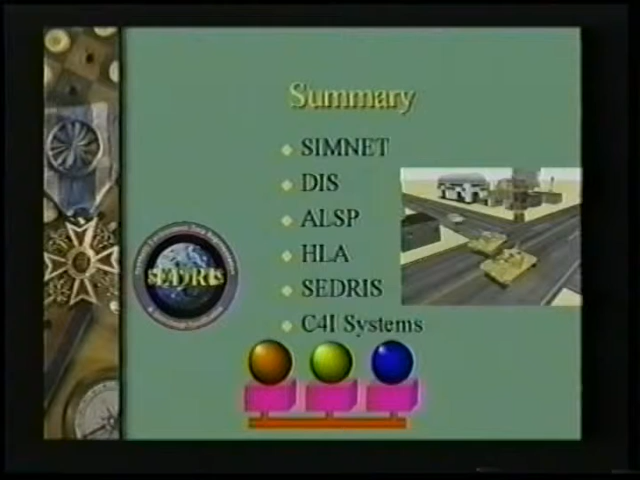 Summary
SIMNET
DIS
ALSP
HLA
SEDRIS
C4I Systems
SEDRIS